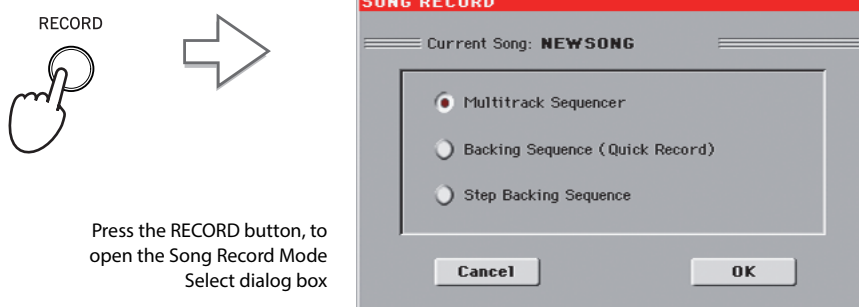 RECORD
Press the RECORD button, to
open the Song Record Mode
Select dialog box
SONG RECORD
Current Song: NEWSONG
Multitrack Sequencer
Backing Sequence (Quick Record)
Step Backing Sequence
Cancel
OK